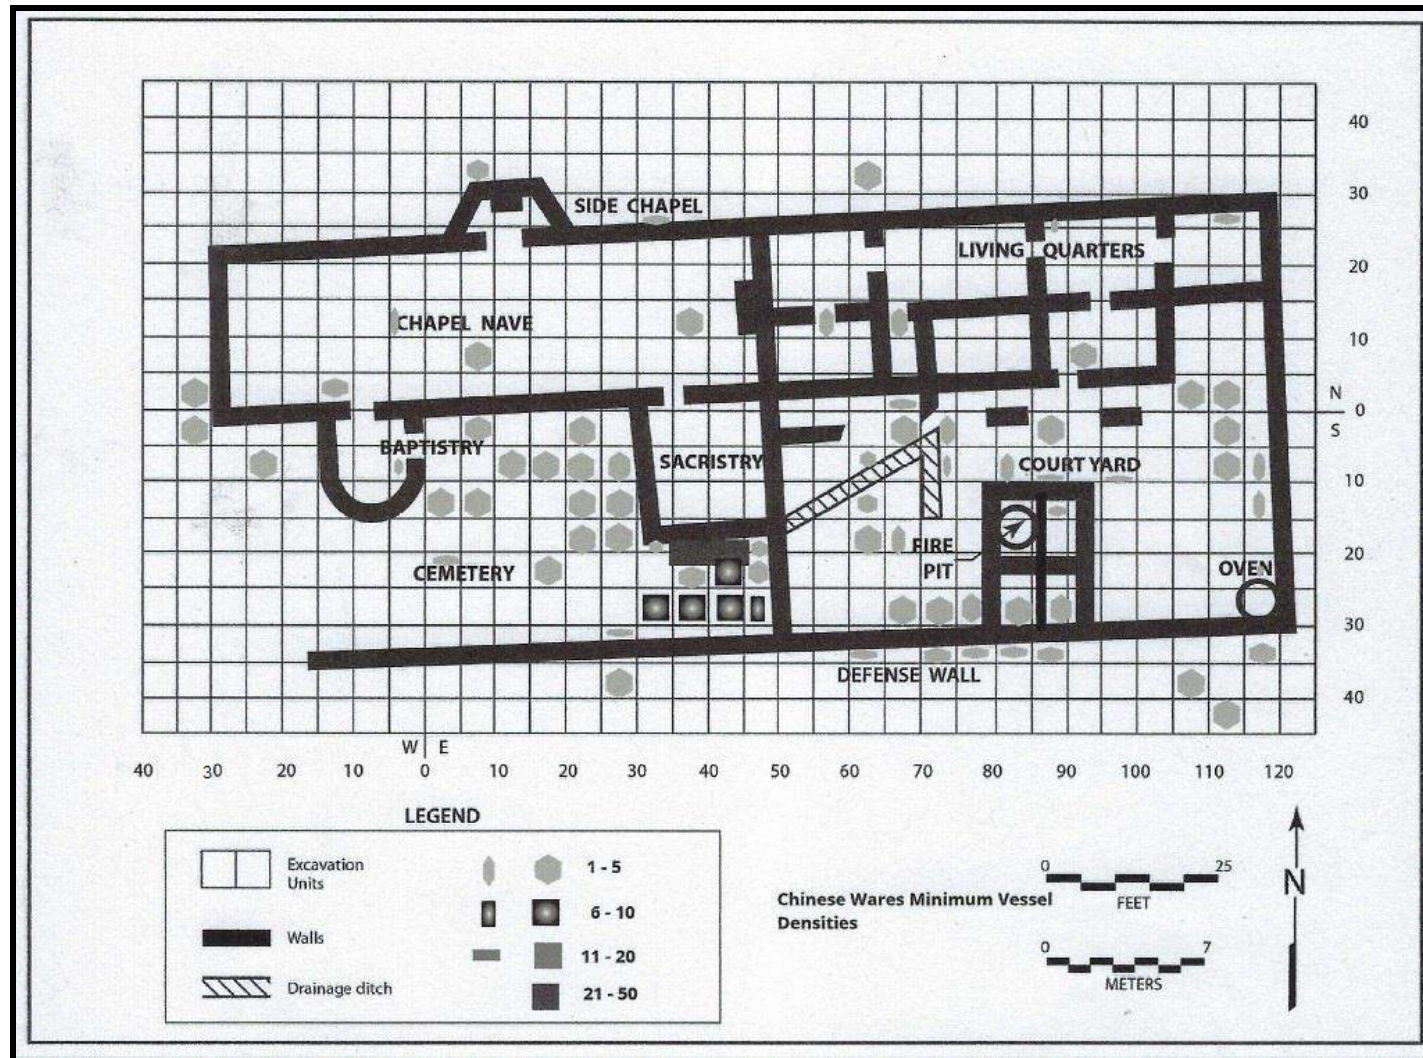 40
30
SIDE CHAPEL
LIVING QUARTERS
20
CHAPEL NAVE
10
N
0
S
BAPTISTRY
SACRISTRY
COURT YARD
10
20
FIRE
PIT
CEMETERY
OVEN
30
DEFENSE WALL
40
W E
40 30 20 10 0 10 20 30 40 50 60 70 80 90 100 110 120
LEGEND
Excavation
Units
Walls
Drainage ditch
1 - 5
6 - 10
11 - 20
21 - 50
Chinese Wares Minimum Vessel
Densities
0 25
FEET
0 7
METERS
N